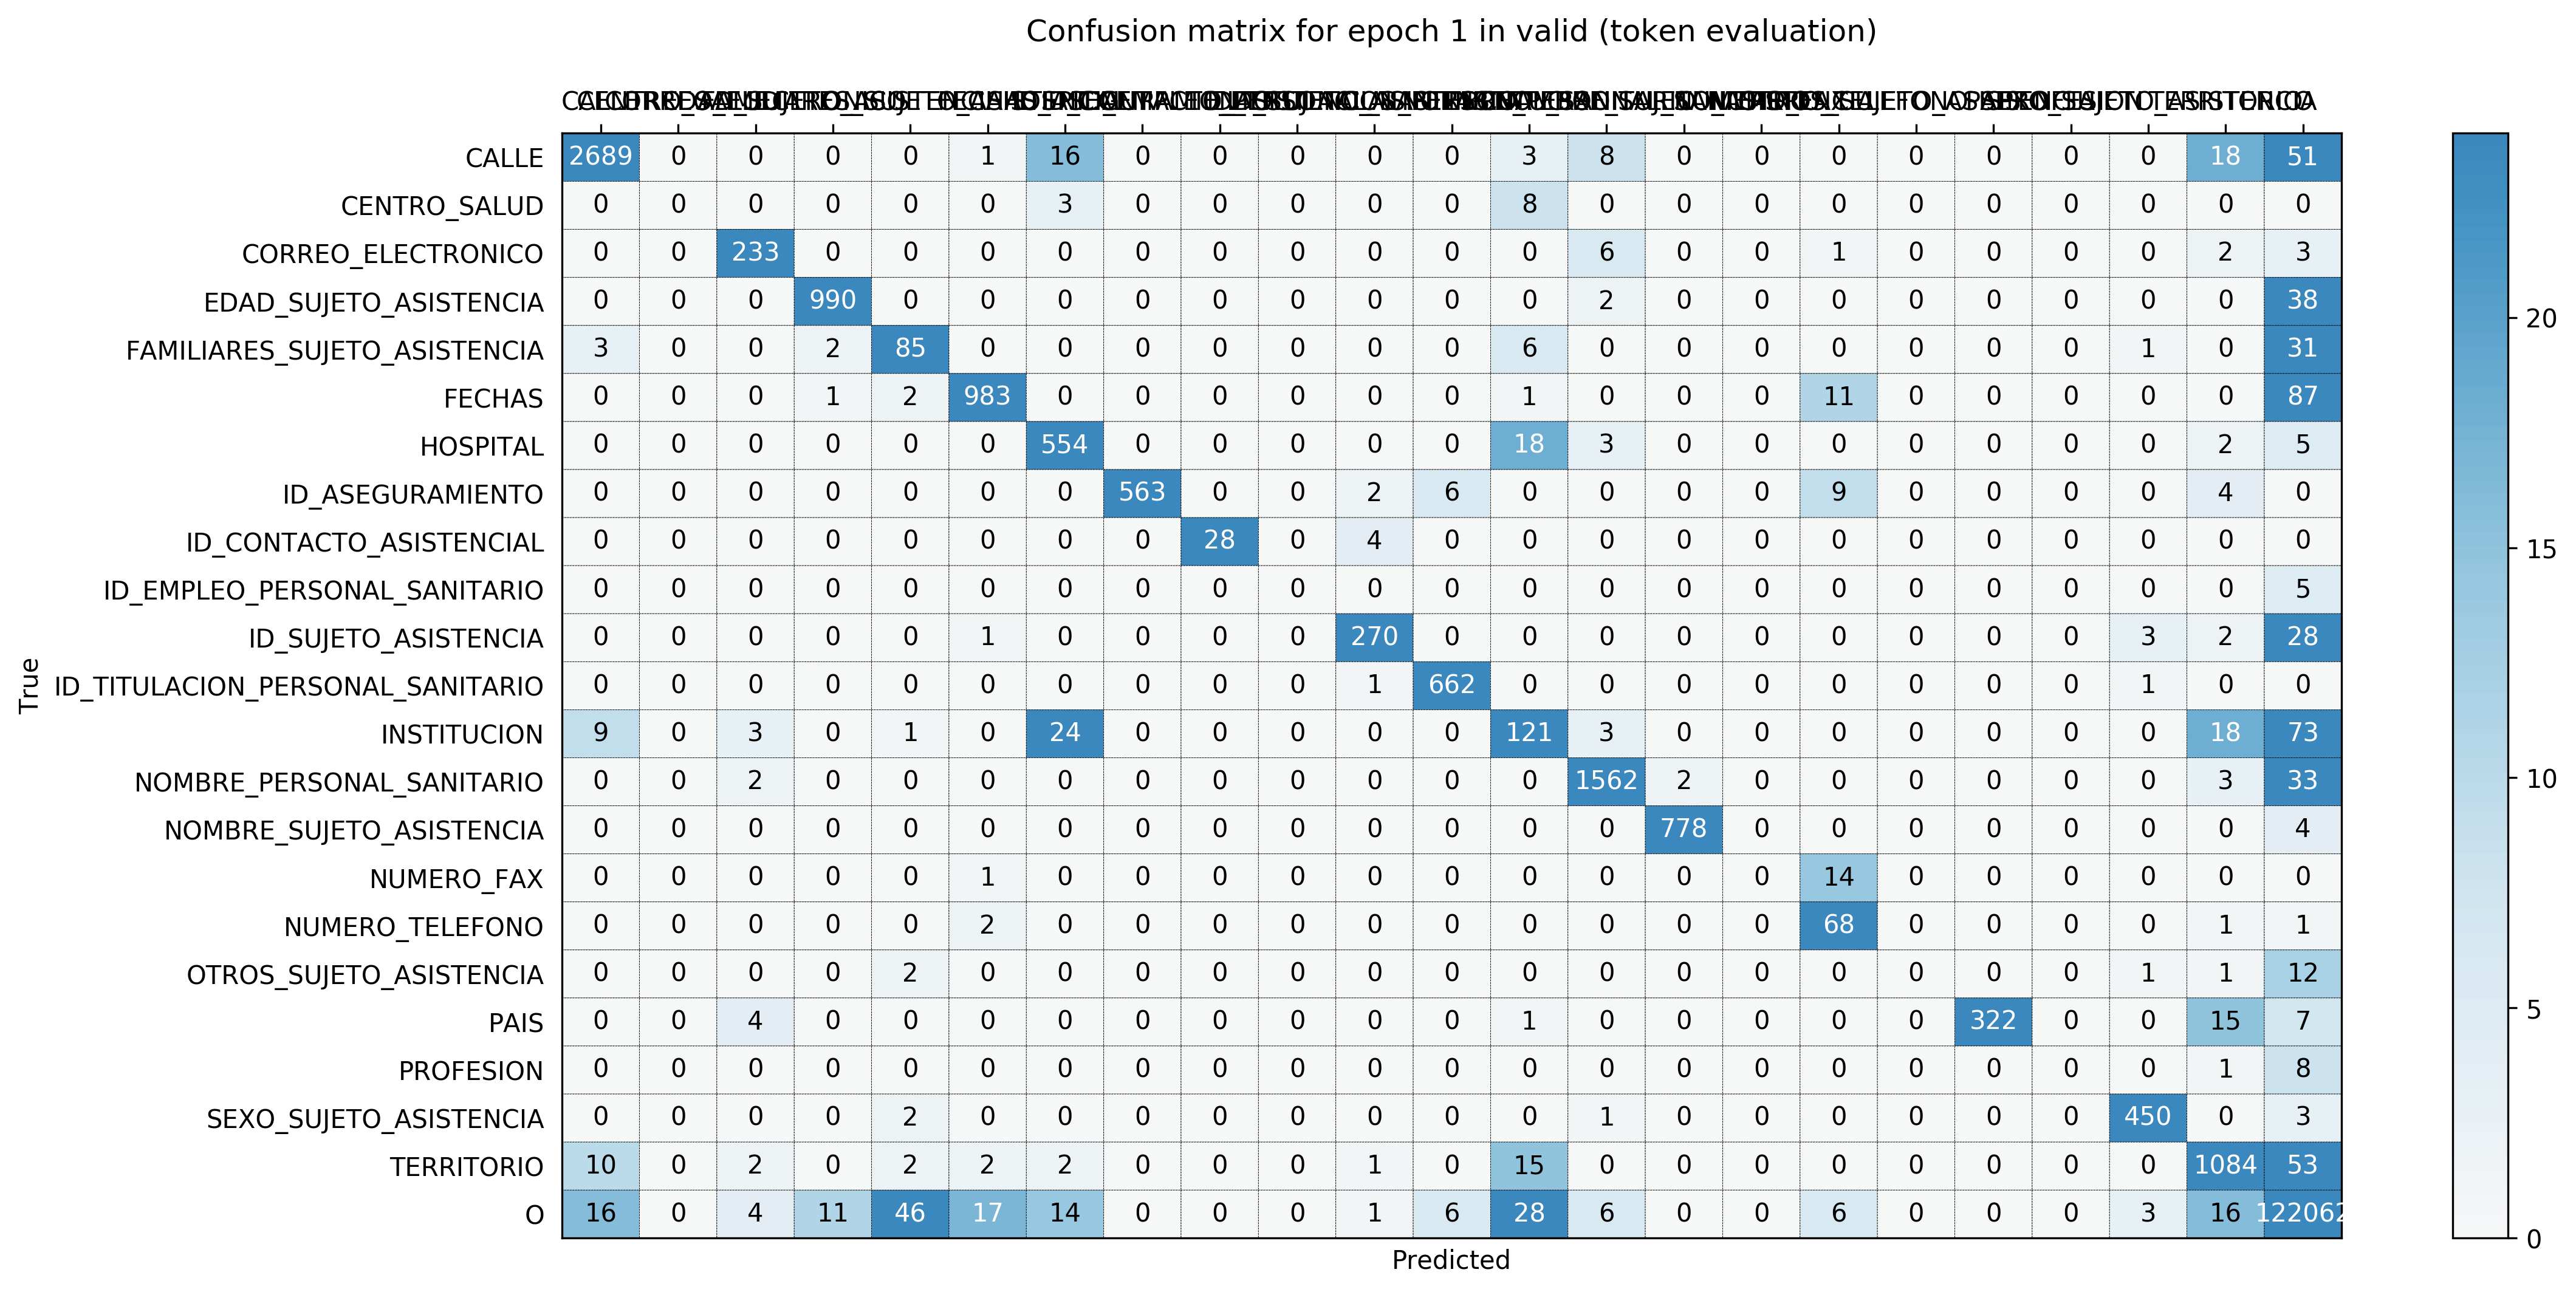 Confusion matrix for epoch 1 in valid (token evaluation)
CALLE 2689 0 0 0 0 1 16 0 0 0 0 0 3 8 0 0 0 0 0 0 0 18 51
CENTRO_SALUD 0 0 0 0 0 0 3 0 0 0 0 0 8 0 0 0 0 0 0 0 0 0 0
CORREO_ELECTRONICO 0 0 233 0 0 0 0 0 0 0 0 0 0 6 0 0 1 0 0 0 0 2 3
EDAD_SUJETO_ASISTENCIA 0 0 0 990 0 0 0 0 0 0 0 0 0 2 0 0 0 0 0 0 0 0 38
FAMILIARES_SUJETO_ASISTENCIA 3 0 0 2 85 0 0 0 0 0 0 0 6 0 0 0 0 0 0 0 1 0 31
FECHAS 0 0 0 1 2 983 0 0 0 0 0 0 1 0 0 0 11 0 0 0 0 0 87
HOSPITAL 0 0 0 0 0 0 554 0 0 0 0 0 18 3 0 0 0 0 0 0 0 2 5
ID_ASEGURAMIENTO 0 0 0 0 0 0 0 563 0 0 2 6 0 0 0 0 9 0 0 0 0 4 0
ID_CONTACTO_ASISTENCIAL 0 0 0 0 0 0 0 0 28 0 4 0 0 0 0 0 0 0 0 0 0 0 0
ID_EMPLEO_PERSONAL_SANITARIO 0 0 0 0 0 0 0 0 0 0 0 0 0 0 0 0 0 0 0 0 0 0 5
ID_SUJETO_ASISTENCIA 0 0 0 0 0 1 0 0 0 0 270 0 0 0 0 0 0 0 0 0 3 2 28
ID_TITULACION_PERSONAL_SANITARIO 0 0 0 0 0 0 0 0 0 0 1 662 0 0 0 0 0 0 0 0 1 0 0
INSTITUCION 9 0 3 0 1 0 24 0 0 0 0 0 121 3 0 0 0 0 0 0 0 18 73
NOMBRE_PERSONAL_SANITARIO 0 0 2 0 0 0 0 0 0 0 0 0 0 1562 2 0 0 0 0 0 0 3 33
NOMBRE_SUJETO_ASISTENCIA 0 0 0 0 0 0 0 0 0 0 0 0 0 0 778 0 0 0 0 0 0 0 4
NUMERO_FAX 0 0 0 0 0 1 0 0 0 0 0 0 0 0 0 0 14 0 0 0 0 0 0
NUMERO_TELEFONO 0 0 0 0 0 2 0 0 0 0 0 0 0 0 0 0 68 0 0 0 0 1 1
OTROS_SUJETO_ASISTENCIA 0 0 0 0 2 0 0 0 0 0 0 0 0 0 0 0 0 0 0 0 1 1 12
PAIS 0 0 4 0 0 0 0 0 0 0 0 0 1 0 0 0 0 0 322 0 0 15 7
PROFESION 0 0 0 0 0 0 0 0 0 0 0 0 0 0 0 0 0 0 0 0 0 1 8
SEXO_SUJETO_ASISTENCIA 0 0 0 0 2 0 0 0 0 0 0 0 0 1 0 0 0 0 0 0 450 0 3
TERRITORIO 10 0 2 0 2 2 2 0 0 0 1 0 15 0 0 0 0 0 0 0 0 1084 53
O 16 0 4 11 46 17 14 0 0 0 1 6 28 6 0 0 6 0 0 0 3 16 122062
True
Predicted
20
15
10
5
0